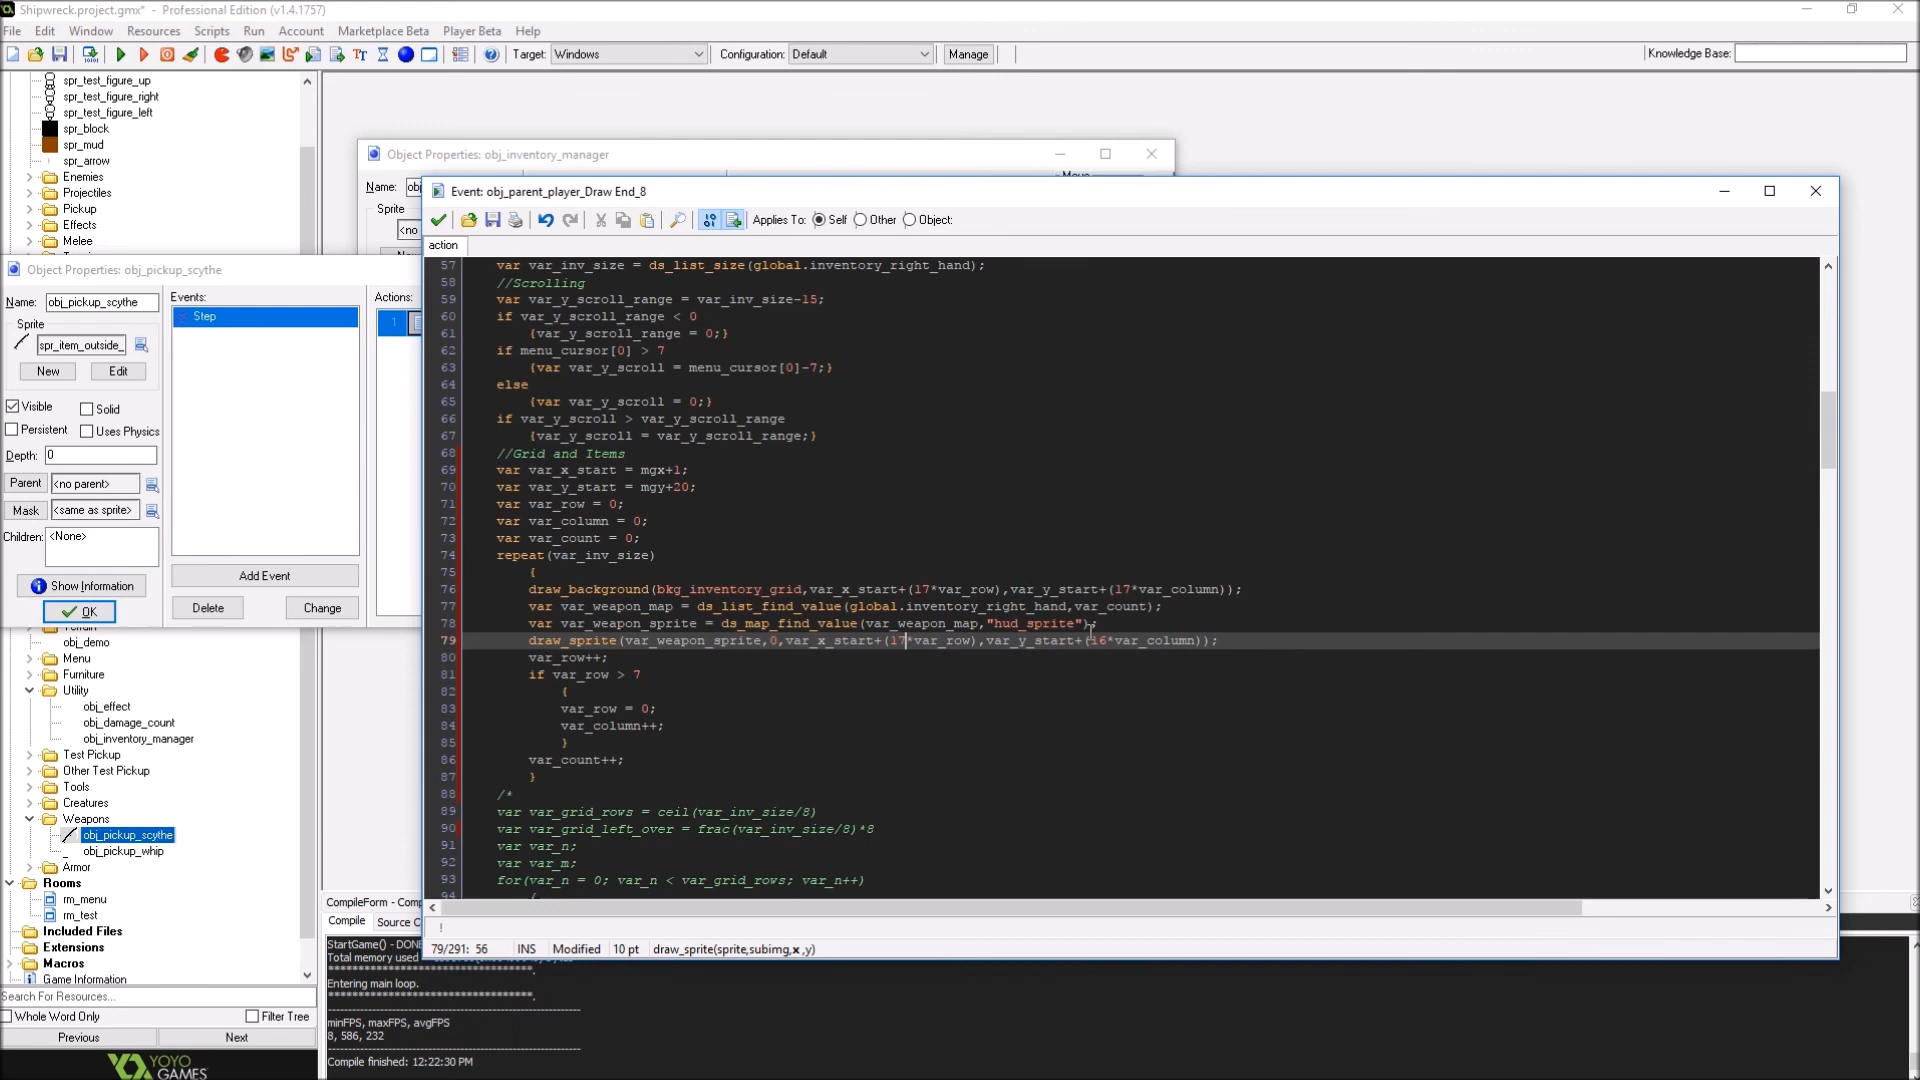 Shipwreck.project.gmx* - Professional Edition (v1.4.1757)
File Edit Window Resources Scripts Run Account Marketplace Beta Player Beta Help
Target: Windows Configuration: Default Manage Knowledge Base:
spr_test_figure_up
spr_test_figure_right
spr_test_figure_left
spr_block
spr_mud
spr_arrow
Enemies
Projectiles
Pickup
Effects
Melee
Object Properties: obj_inventory_manager
Name: obj
Sprite
<no
Object Properties: obj_pickup_scythe
Name: obj_pickup_scythe
Sprite
spr_item_outside_
New Edit
Visible Solid
Persistent Uses Physics
Depth: 0
Parent <no parent>
Mask <same as sprite>
Children: <None>
Show Information
OK
Events:
Step
Add Event
Delete Change
Actions:
1
obj_demo
Menu
Furniture
Utility
obj_effect
obj_damage_count
obj_inventory_manager
Test Pickup
Other Test Pickup
Tools
Creatures
Weapons
obj_pickup_scythe
obj_pickup_whip
Armor
Rooms
rm_menu
rm_test
Included Files
Extensions
Macros
Game Information
Search For Resources...
Whole Word Only Filter Tree
Previous Next
YOYO
GAMES
Event: obj_parent_player_Draw End_8
Applies To: Self Other Object:
action
57 var var_inv_size = ds_list_size(global.inventory_right_hand);
58 //Scrolling
59 var var_y_scroll_range = var_inv_size-15;
60 if var_y_scroll_range < 0
61 {var_y_scroll_range = 0;}
62 if menu_cursor[0] > 7
63 {var var_y_scroll = menu_cursor[0]-7;}
64 else
65 {var var_y_scroll = 0;}
66 if var_y_scroll > var_y_scroll_range
67 {var_y_scroll = var_y_scroll_range;}
68 //Grid and Items
69 var var_x_start = mgx+1;
70 var var_y_start = mgy+20;
71 var var_row = 0;
72 var var_column = 0;
73 var var_count = 0;
74 repeat(var_inv_size)
75 {
76 draw_background(bkg_inventory_grid,var_x_start+(17*var_row),var_y_start+(17*var_column));
77 var var_weapon_map = ds_list_find_value(global.inventory_right_hand,var_count);
78 var var_weapon_sprite = ds_map_find_value(var_weapon_map,"hud_sprite");
79 draw_sprite(var_weapon_sprite,0,var_x_start+(17*var_row),var_y_start+(16*var_column));
80 var_row++;
81 if var_row > 7
82 {
83 var_row = 0;
84 var_column++;
85 }
86 var_count++;
87 }
88 /*
89 var var_grid_rows = ceil(var_inv_size/8)
90 var var_grid_left_over = frac(var_inv_size/8)*8
91 var var_n;
92 var var_m;
93 for(var_n = 0; var_n < var_grid_rows; var_n++)
94 {
!
79/291: 56 INS Modified 10 pt draw_sprite(sprite,subimg,x,y)
CompileForm - Com
Compile Source C
StartGame() - DONE
Total memory used
Entering main loop.
minFPS, maxFPS, avgFPS
8, 586, 232
Compile finished: 12:22:30 PM